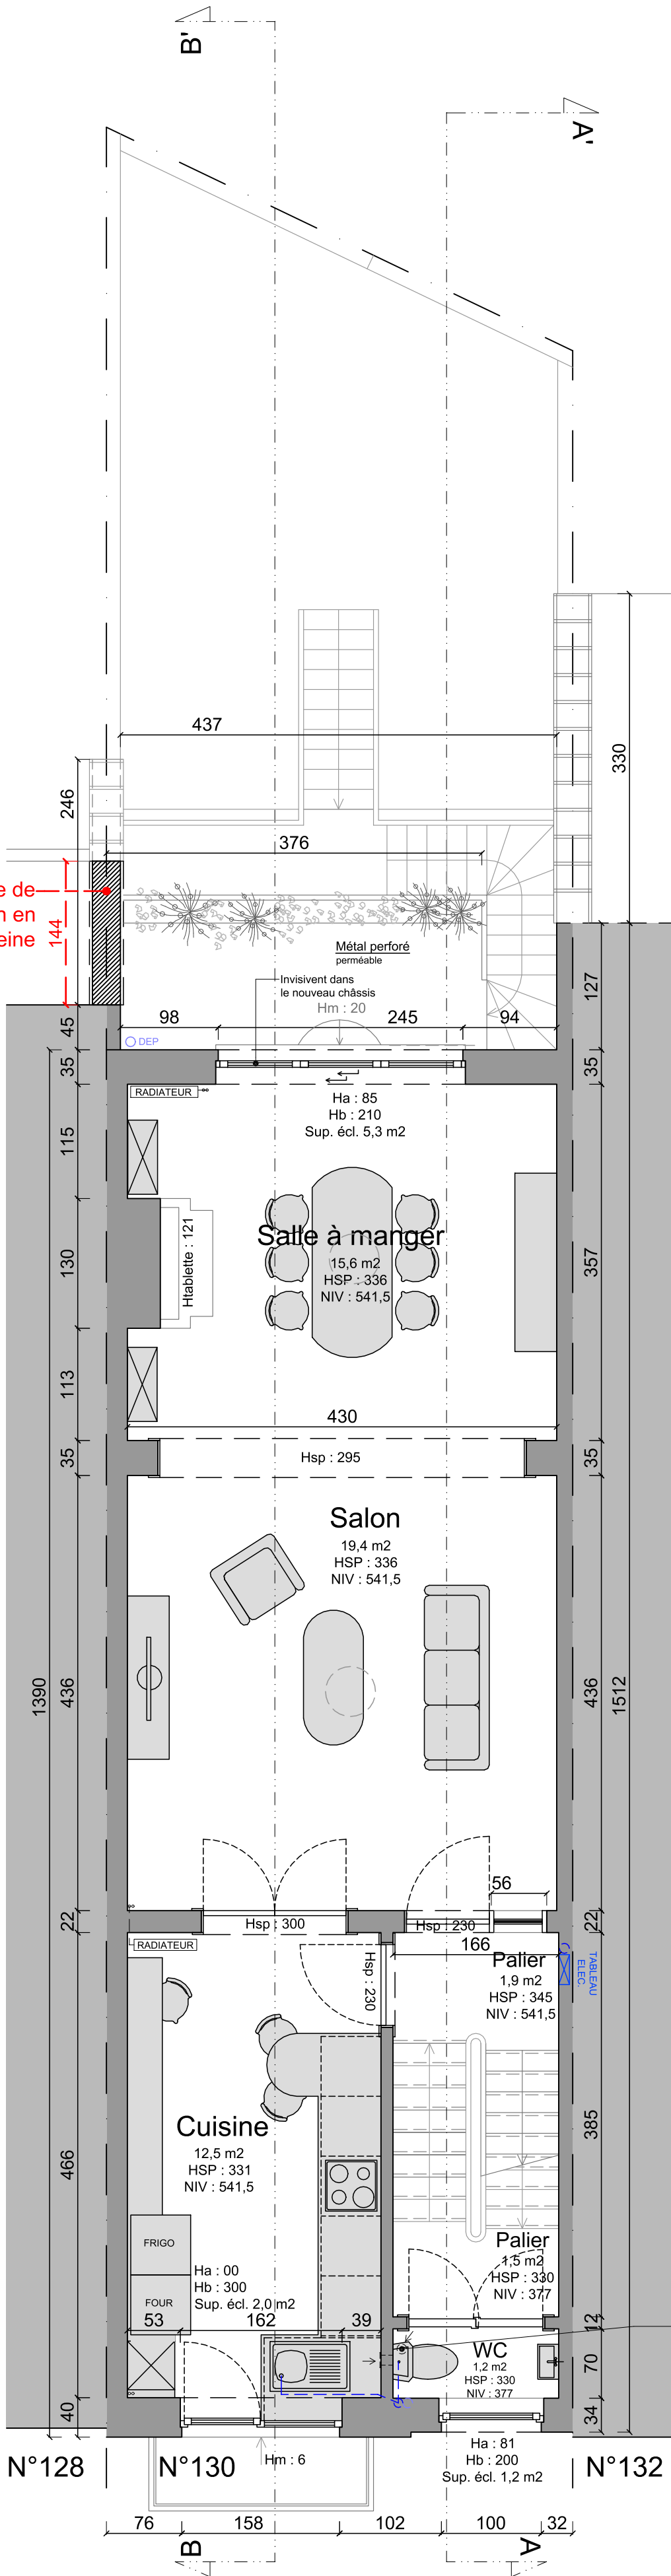 B'
A'
437
246
330
376
e de
n en
eine
144
Métal perforé
perméable
Invisivent dans
le nouveau châssis
Hm : 20
127
98
245
94
45
DEP
35
35
RADIATEUR
Ha : 85
Hb : 210
Sup. écl. 5,3 m2
115
Salle à manger
15,6 m2
HSP : 336
NIV : 541,5
Htablette : 121
130
357
113
430
35
Hsp : 295
35
Salon
19,4 m2
HSP : 336
NIV : 541,5
1390
436
436
1512
56
22
Hsp : 300
Hsp : 230
22
RADIATEUR
166
Hsp : 230
Palier
1,9 m2
HSP : 345
NIV : 541,5
TABLEAU
ELEC.
Cuisine
12,5 m2
HSP : 331
NIV : 541,5
466
385
FRIGO
Palier
1,5 m2
HSP : 330
NIV : 377
Ha : 00
Hb : 300
Sup. écl. 2,0 m2
FOUR
53
162
39
12
WC
1,2 m2
HSP : 330
NIV : 377
70
40
34
N°128
N°130
Hm : 6
Ha : 81
Hb : 200
Sup. écl. 1,2 m2
N°132
76
158
102
100
32
B
A